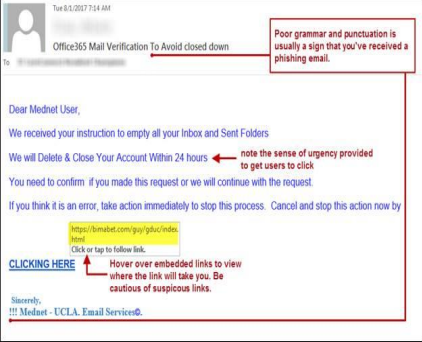 Tue 8/1/2017 7:14 AM
Office365 Mail Verification To Avoid closed down
To
Poor grammar and punctuation is
usually a sign that you've received a
phishing email.
Dear Mednet User,
We received your instruction to empty all your Inbox and Sent Folders
We will Delete & Close Your Account Within 24 hours
note the sense of urgency provided
to get users to click
You need to confirm if you made this request or we will continue with the request.
If you think it is an error, take action immediately to stop this process. Cancel and stop this action now by
https://bimabet.com/guy/gduc/index.
html
Click or tap to follow link.
CLICKING HERE
Hover over embedded links to view
where the link will take you. Be
cautious of suspicous links.
Sincerely,
!!! Mednet - UCLA. Email Services©.